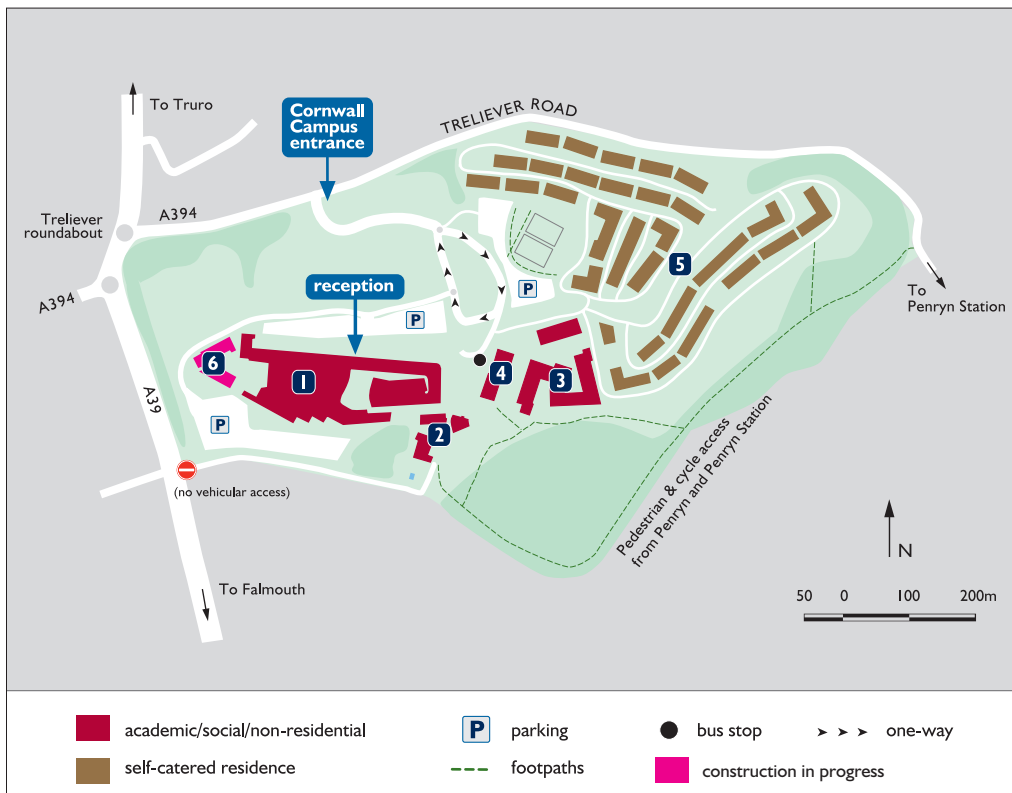 To Truro
Cornwall
Campus
entrance
TRELIEVER ROAD
Treliever
roundabout
A394
A394
reception
P
P
5
To
Penryn Station
6
1
4
3
A39
P
2
(no vehicular access)
Pedestrian & cycle access
from Penryn and Penryn Station
N
To Falmouth
50 0 100 200m
academic/social/non-residential
P parking
bus stop
one-way
self-catered residence
footpaths
construction in progress